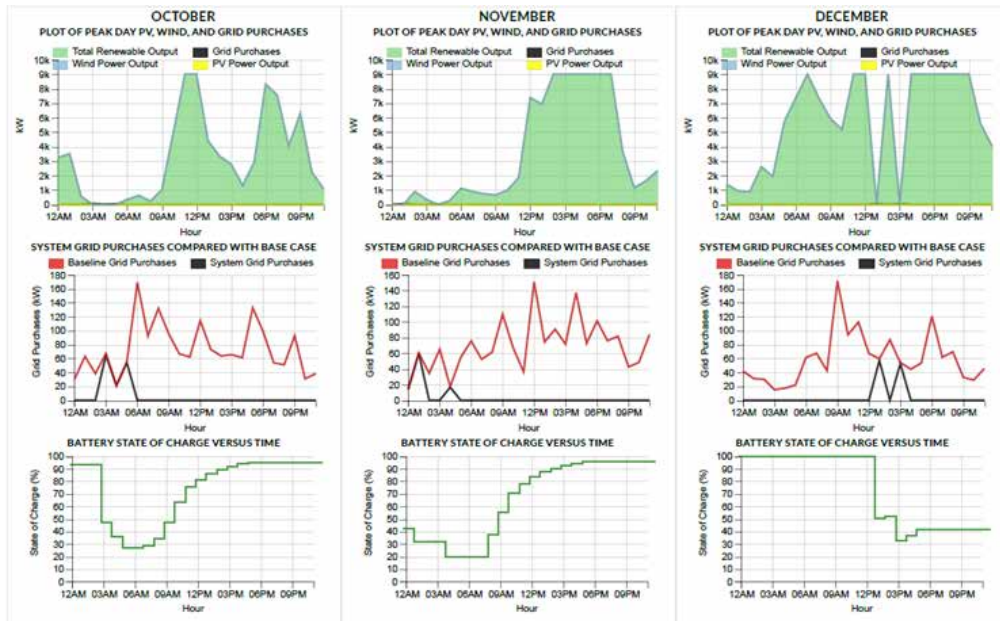 OCTOBER
PLOT OF PEAK DAY PV, WIND, AND GRID PURCHASES
Total Renewable Output Grid Purchases
Wind Power Output PV Power Output
10k
9k
8k
7k
6k
5k
4k
3k
2k
1k
0
kW
12AM 03AM 06AM 09AM 12PM 03PM 06PM 09PM
Hour
SYSTEM GRID PURCHASES COMPARED WITH BASE CASE
Baseline Grid Purchases System Grid Purchases
180
160
140
120
100
80
60
40
20
0
Grid Purchases (kW)
12AM 03AM 06AM 09AM 12PM 03PM 06PM 09PM
Hour
BATTERY STATE OF CHARGE VERSUS TIME
100
90
80
70
60
50
40
30
20
10
0
State of Charge (%)
12AM 03AM 06AM 09AM 12PM 03PM 06PM 09PM
Hour
NOVEMBER
PLOT OF PEAK DAY PV, WIND, AND GRID PURCHASES
Total Renewable Output Grid Purchases
Wind Power Output PV Power Output
10k
9k
8k
7k
6k
5k
4k
3k
2k
1k
0
kW
12AM 03AM 06AM 09AM 12PM 03PM 06PM 09PM
Hour
SYSTEM GRID PURCHASES COMPARED WITH BASE CASE
Baseline Grid Purchases System Grid Purchases
180
160
140
120
100
80
60
40
20
0
Grid Purchases (kW)
12AM 03AM 06AM 09AM 12PM 03PM 06PM 09PM
Hour
BATTERY STATE OF CHARGE VERSUS TIME
100
90
80
70
60
50
40
30
20
10
0
State of Charge (%)
12AM 03AM 06AM 09AM 12PM 03PM 06PM 09PM
Hour
DECEMBER
PLOT OF PEAK DAY PV, WIND, AND GRID PURCHASES
Total Renewable Output Grid Purchases
Wind Power Output PV Power Output
10k
9k
8k
7k
6k
5k
4k
3k
2k
1k
0
kW
12AM 03AM 06AM 09AM 12PM 03PM 06PM 09PM
Hour
SYSTEM GRID PURCHASES COMPARED WITH BASE CASE
Baseline Grid Purchases System Grid Purchases
180
160
140
120
100
80
60
40
20
0
Grid Purchases (kW)
12AM 03AM 06AM 09AM 12PM 03PM 06PM 09PM
Hour
BATTERY STATE OF CHARGE VERSUS TIME
100
90
80
70
60
50
40
30
20
10
0
State of Charge (%)
12AM 03AM 06AM 09AM 12PM 03PM 06PM 09PM
Hour